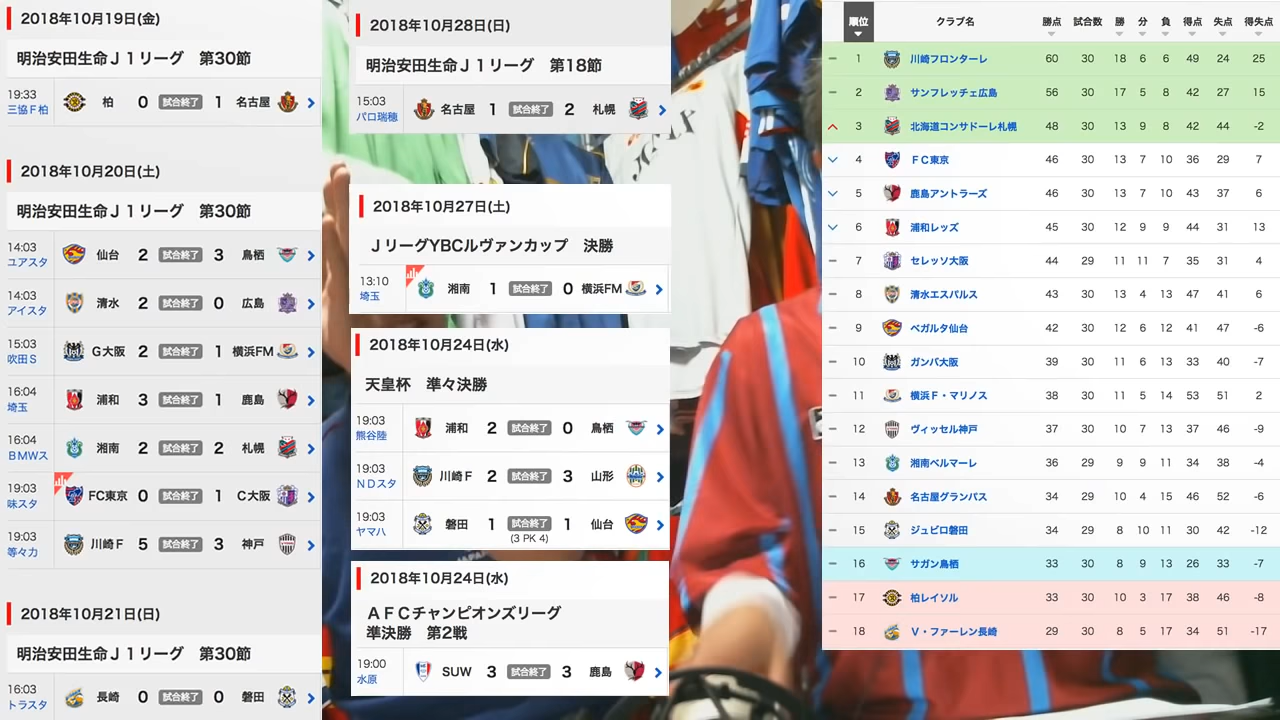 2018年10月19日(金)
明治安田生命Ｊ１リーグ　第30節
19:33
三協Ｆ柏
柏 0 試合終了 1 名古屋
2018年10月20日(土)
明治安田生命Ｊ１リーグ　第30節
14:03
ユアスタ
仙台 2 試合終了 3 鳥栖
14:03
アイスタ
清水 2 試合終了 0 広島
15:03
吹田Ｓ
Ｇ大阪 2 試合終了 1 横浜FM
16:04
埼玉
浦和 3 試合終了 1 鹿島
16:04
ＢＭＷス
湘南 2 試合終了 2 札幌
19:03
味スタ
FC東京 0 試合終了 1 Ｃ大阪
19:03
等々力
川崎Ｆ 5 試合終了 3 神戸
2018年10月21日(日)
明治安田生命Ｊ１リーグ　第30節
16:03
トラスタ
長崎 0 試合終了 0 磐田
2018年10月28日(日)
明治安田生命Ｊ１リーグ　第18節
15:03
パロ瑞穂
名古屋 1 試合終了 2 札幌
2018年10月27日(土)
ＪリーグYBCルヴァンカップ　決勝
13:10
埼玉
湘南 1 試合終了 0 横浜FM
2018年10月24日(水)
天皇杯　準々決勝
19:03
熊谷陸
浦和 2 試合終了 0 鳥栖
19:03
ＮＤスタ
川崎Ｆ 2 試合終了 3 山形
19:03
ヤマハ
磐田 1 試合終了 1 仙台
(3 PK 4)
2018年10月24日(水)
ＡＦＣチャンピオンズリーグ
準決勝　第2戦
19:00
水原
SUW 3 試合終了 3 鹿島
順位 クラブ名 勝点 試合数 勝 分 負 得点 失点 得失点
1 川崎フロンターレ 60 30 18 6 6 49 24 25
2 サンフレッチェ広島 56 30 17 5 8 42 27 15
3 北海道コンサドーレ札幌 48 30 13 9 8 42 44 -2
4 ＦＣ東京 46 30 13 7 10 36 29 7
5 鹿島アントラーズ 46 30 13 7 10 43 37 6
6 浦和レッズ 45 30 12 9 9 44 31 13
7 セレッソ大阪 44 29 11 11 7 35 31 4
8 清水エスパルス 43 30 13 4 13 47 41 6
9 ベガルタ仙台 42 30 12 6 12 41 47 -6
10 ガンバ大阪 39 30 11 6 13 33 40 -7
11 横浜Ｆ・マリノス 38 30 11 5 14 53 51 2
12 ヴィッセル神戸 37 30 10 7 13 37 46 -9
13 湘南ベルマーレ 36 29 9 9 11 34 38 -4
14 名古屋グランパス 34 29 10 4 15 46 52 -6
15 ジュビロ磐田 34 29 8 10 11 30 42 -12
16 サガン鳥栖 33 30 8 9 13 26 33 -7
17 柏レイソル 33 30 10 3 17 38 46 -8
18 Ｖ・ファーレン長崎 29 30 8 5 17 34 51 -17